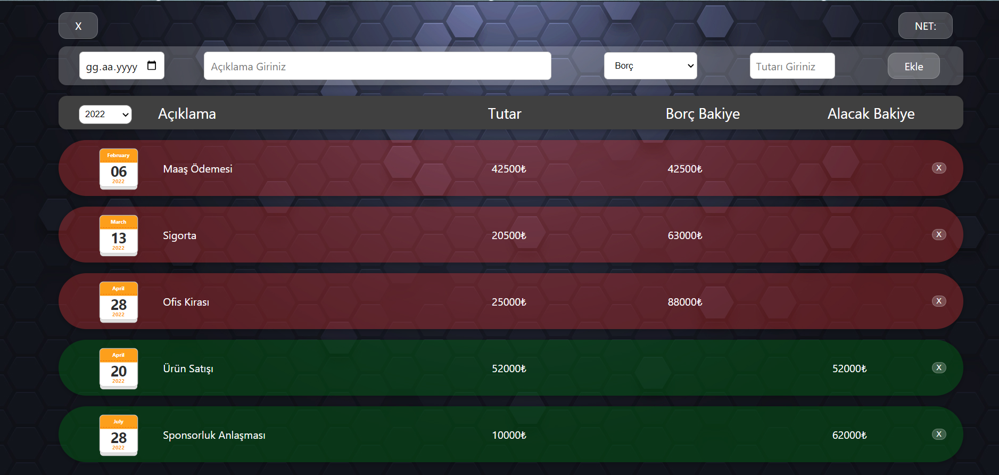 X
NET:
gg.aa.yyyy
Açıklama Giriniz
Borç
Tutarı Giriniz
Ekle
2022 Açıklama Tutar Borç Bakiye Alacak Bakiye
February
06
2022
Maaş Ödemesi 42500₺ 42500₺ X
March
13
2022
Sigorta 20500₺ 63000₺ X
April
28
2022
Ofis Kirası 25000₺ 88000₺ X
April
20
2022
Ürün Satışı 52000₺ 52000₺ X
July
28
2022
Sponsorluk Anlaşması 10000₺ 62000₺ X